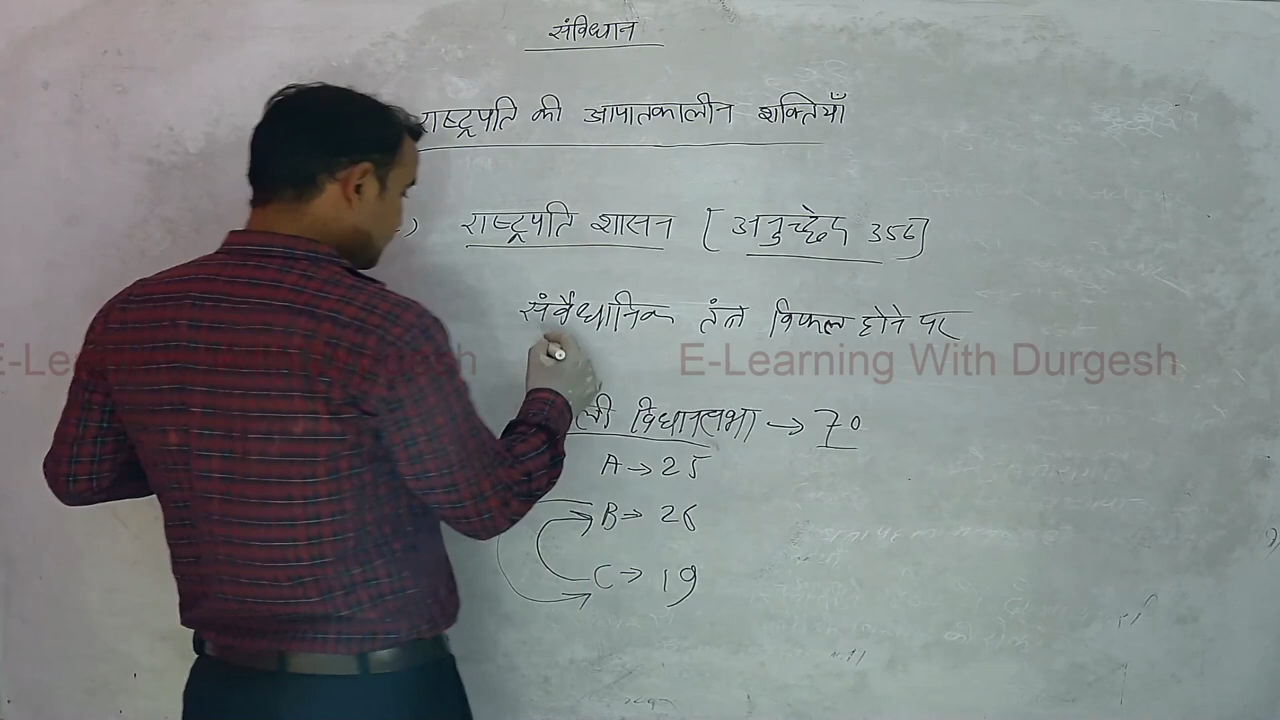 संविधान
राष्ट्रपति की आपातकालीन शक्तियाँ
) राष्ट्रपति शासन [अनुच्छेद 356]
संवैधानिक तंत्र विफल होने पर
E-Learning With Durgesh
ली विधानसभा → 70
A → 25
B → 26
C → 19